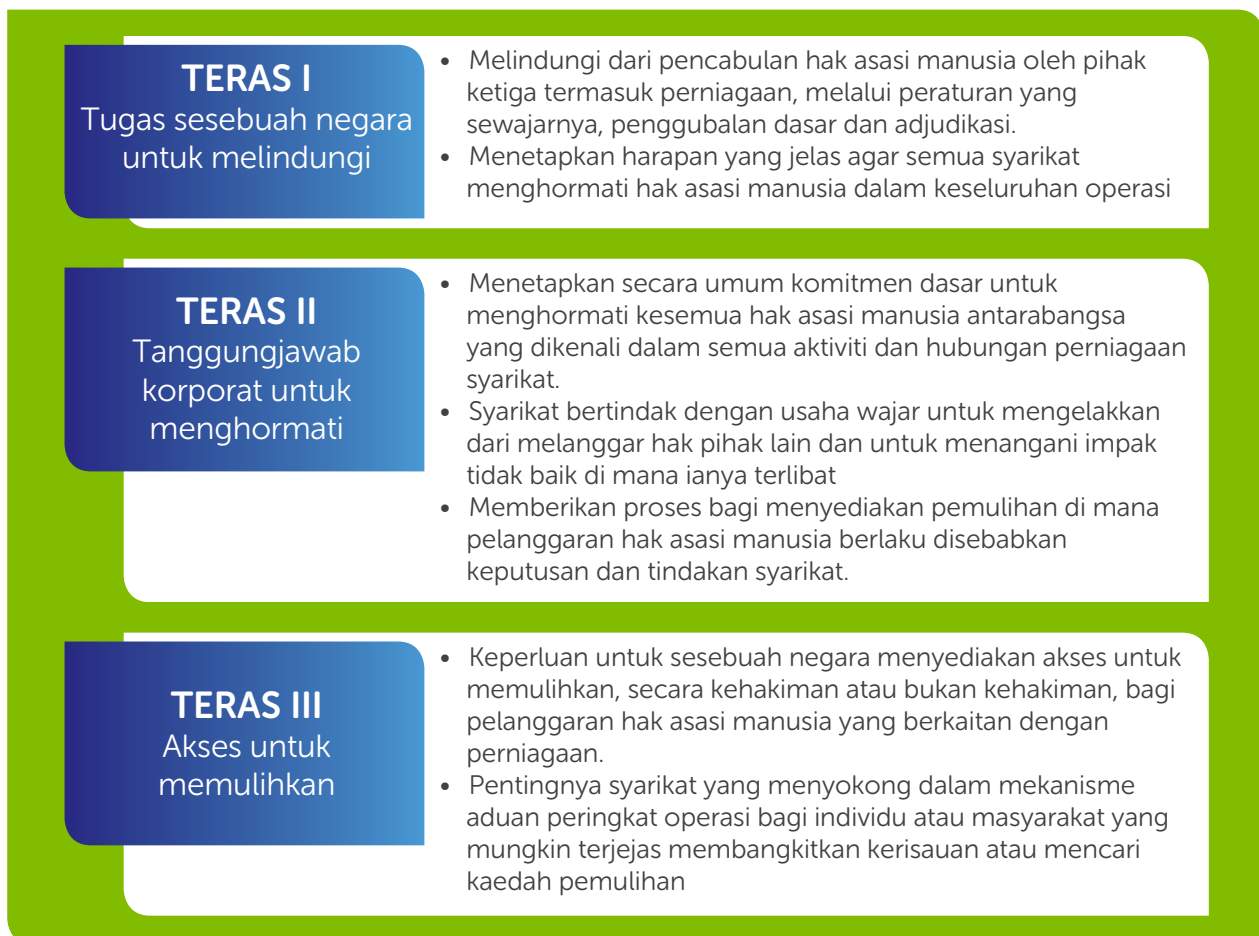 TERAS I
Tugas sesebuah negara
untuk melindungi
• Melindungi dari pencabulan hak asasi manusia oleh pihak
ketiga termasuk perniagaan, melalui peraturan yang
sewajarnya, penggubalan dasar dan adjudikasi.
• Menetapkan harapan yang jelas agar semua syarikat
menghormati hak asasi manusia dalam keseluruhan operasi
TERAS II
Tanggungjawab
korporat untuk
menghormati
• Menetapkan secara umum komitmen dasar untuk
menghormati kesemua hak asasi manusia antarabangsa
yang dikenali dalam semua aktiviti dan hubungan perniagaan
syarikat.
• Syarikat bertindak dengan usaha wajar untuk mengelakkan
dari melanggar hak pihak lain dan untuk menangani impak
tidak baik di mana ianya terlibat
• Memberikan proses bagi menyediakan pemulihan di mana
pelanggaran hak asasi manusia berlaku disebabkan
keputusan dan tindakan syarikat.
TERAS III
Akses untuk
memulihkan
• Keperluan untuk sesebuah negara menyediakan akses untuk
memulihkan, secara kehakiman atau bukan kehakiman, bagi
pelanggaran hak asasi manusia yang berkaitan dengan
perniagaan.
• Pentingnya syarikat yang menyokong dalam mekanisme
aduan peringkat operasi bagi individu atau masyarakat yang
mungkin terjejas membangkitkan kerisauan atau mencari
kaedah pemulihan